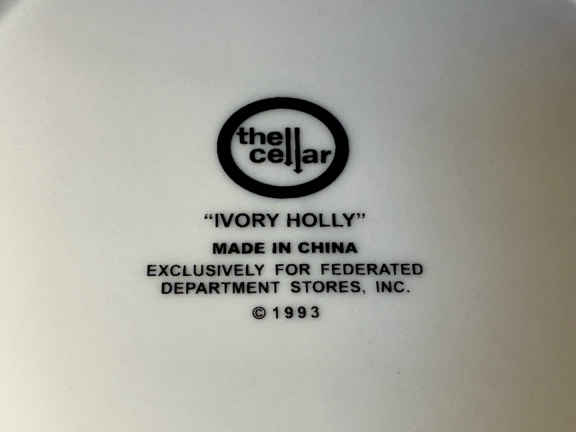 the
cellar
“IVORY HOLLY”
MADE IN CHINA
EXCLUSIVELY FOR FEDERATED
DEPARTMENT STORES, INC.
© 1993